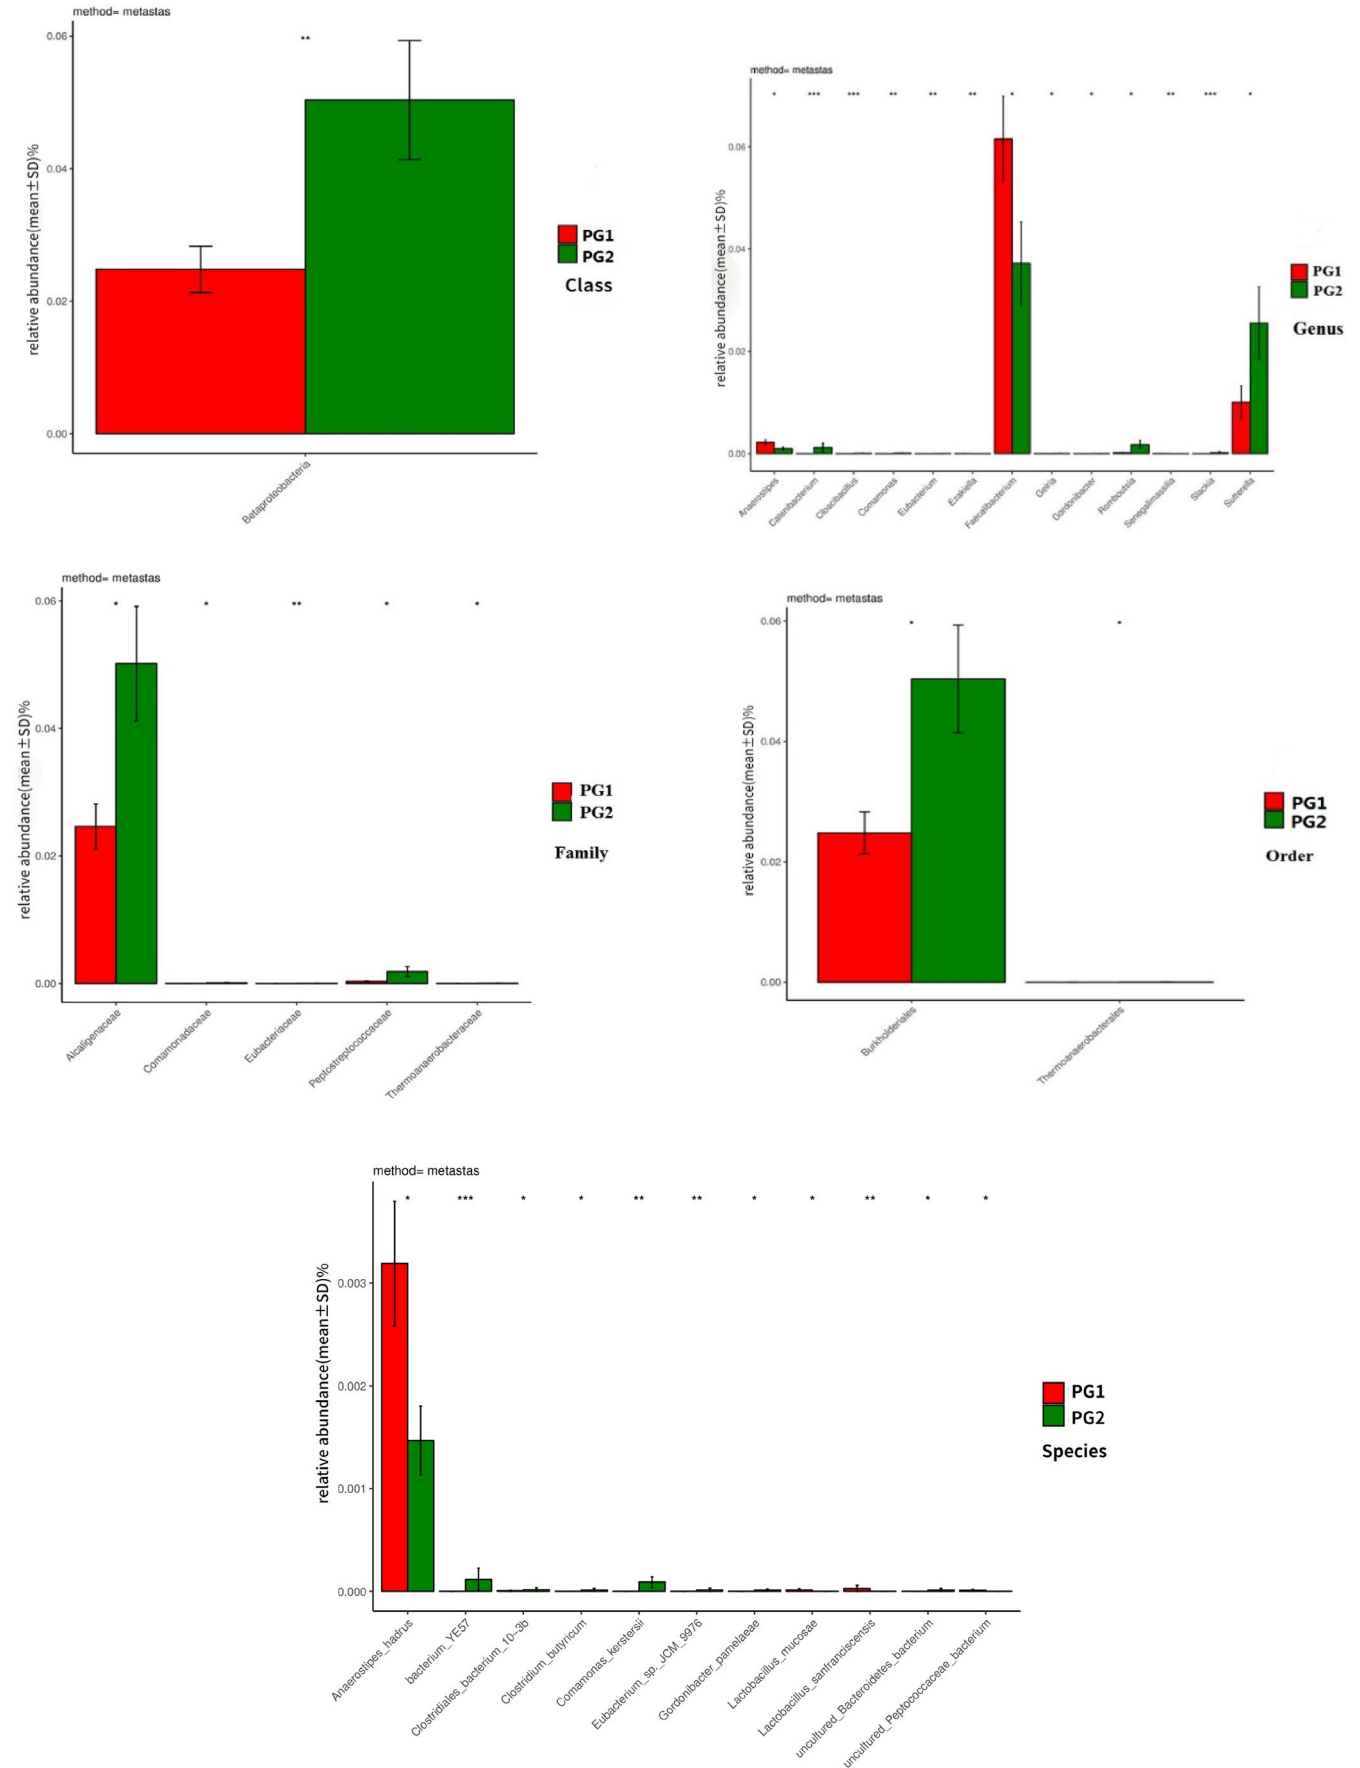 method= metastas
**
0.06
0.04
0.02
0.00
relative abundance(mean±SD)%
Betaproteobacteria
PG1
PG2
Class
method= metastas
* *** *** ** ** ** * * * * ** *** *
0.06
0.04
0.02
0.00
relative abundance(mean±SD)%
Anaerostipes
Catenibacterium
Cloacibacillus
Comamonas
Eubacterium
Ezakiella
Faecalibacterium
Gelria
Gordonibacter
Romboutsia
Senegalimassilia
Slackia
Sutterella
PG1
PG2
Genus
method= metastas
* * ** * *
0.06
0.04
0.02
0.00
relative abundance(mean±SD)%
Alcaligenaceae
Comamonadaceae
Eubacteriaceae
Peptostreptococcaceae
Thermoanaerobacteraceae
PG1
PG2
Family
method= metastas
* *
0.06
0.04
0.02
0.00
relative abundance(mean±SD)%
Burkholderiales
Thermoanaerobacterales
PG1
PG2
Order
method= metastas
* *** * * ** ** * * ** * *
0.003
0.002
0.001
0.000
relative abundance(mean±SD)%
Anaerostipes_hadrus
bacterium_YE57
Clostridiales_bacterium_10-3b
Clostridium_butyricum
Comamonas_kerstersii
Eubacterium_sp._JCM_9976
Gordonibacter_pamelaeae
Lactobacillus_mucosae
Lactobacillus_sanfranciscensis
uncultured_Bacteroidetes_bacterium
uncultured_Peptococcaceae_bacterium
PG1
PG2
Species